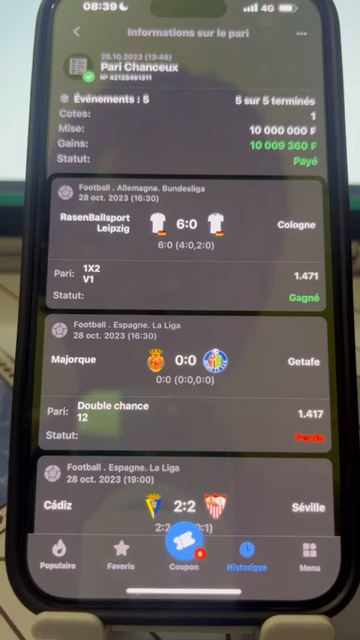 08:39
4G
Informations sur le pari
28.10.2023 (13:46)
Pari Chanceux
Événements : 5
5 sur 5 terminés
Cotes:
1
Mise:
10 000 000 F
Gains:
10 009 360 F
Statut:
Payé
Football . Allemagne. Bundesliga
28 oct. 2023 (16:30)
RasenBallsport
Leipzig
6:0
Cologne
6:0 (4:0,2:0)
Pari:
1X2
V1
1.471
Statut:
Gagné
Football . Espagne. La Liga
28 oct. 2023 (16:30)
Majorque
0:0
Getafe
0:0 (0:0,0:0)
Pari:
Double chance
12
1.417
Statut:
Football . Espagne. La Liga
28 oct. 2023 (19:00)
Cádiz
2:2
Séville
Populaire
Favoris
Coupon
Historique
Menu